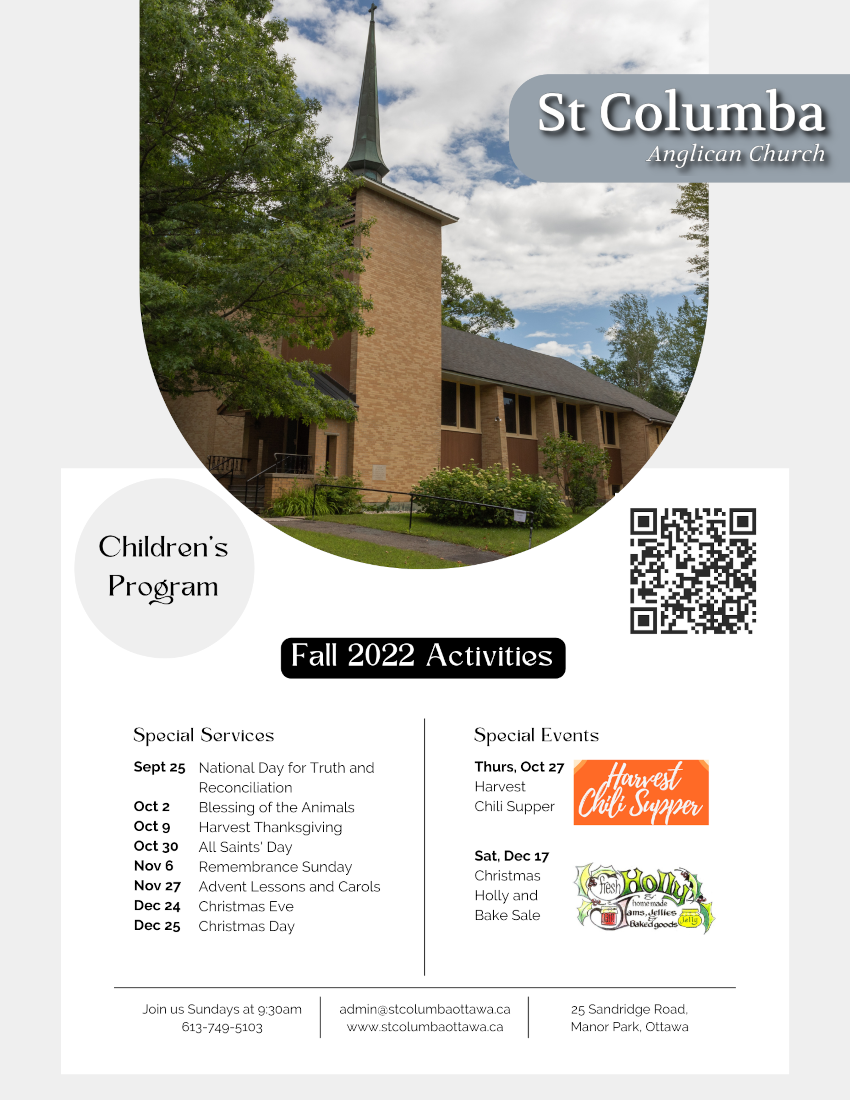 St Columba
Anglican Church
Children's
Program
Fall 2022 Activities
Special Services
Sept 25 National Day for Truth and
Reconciliation
Oct 2 Blessing of the Animals
Oct 9 Harvest Thanksgiving
Oct 30 All Saints' Day
Nov 6 Remembrance Sunday
Nov 27 Advent Lessons and Carols
Dec 24 Christmas Eve
Dec 25 Christmas Day
Special Events
Thurs, Oct 27
Harvest
Chili Supper
Harvest
Chili Supper
Sat, Dec 17
Christmas
Holly and
Bake Sale
fresh Holly
&
homemade
Jams, Jellies
&
Baked goods
Jelly
Join us Sundays at 9:30am
613-749-5103
admin@stcolumbaottawa.ca
www.stcolumbaottawa.ca
25 Sandridge Road,
Manor Park, Ottawa